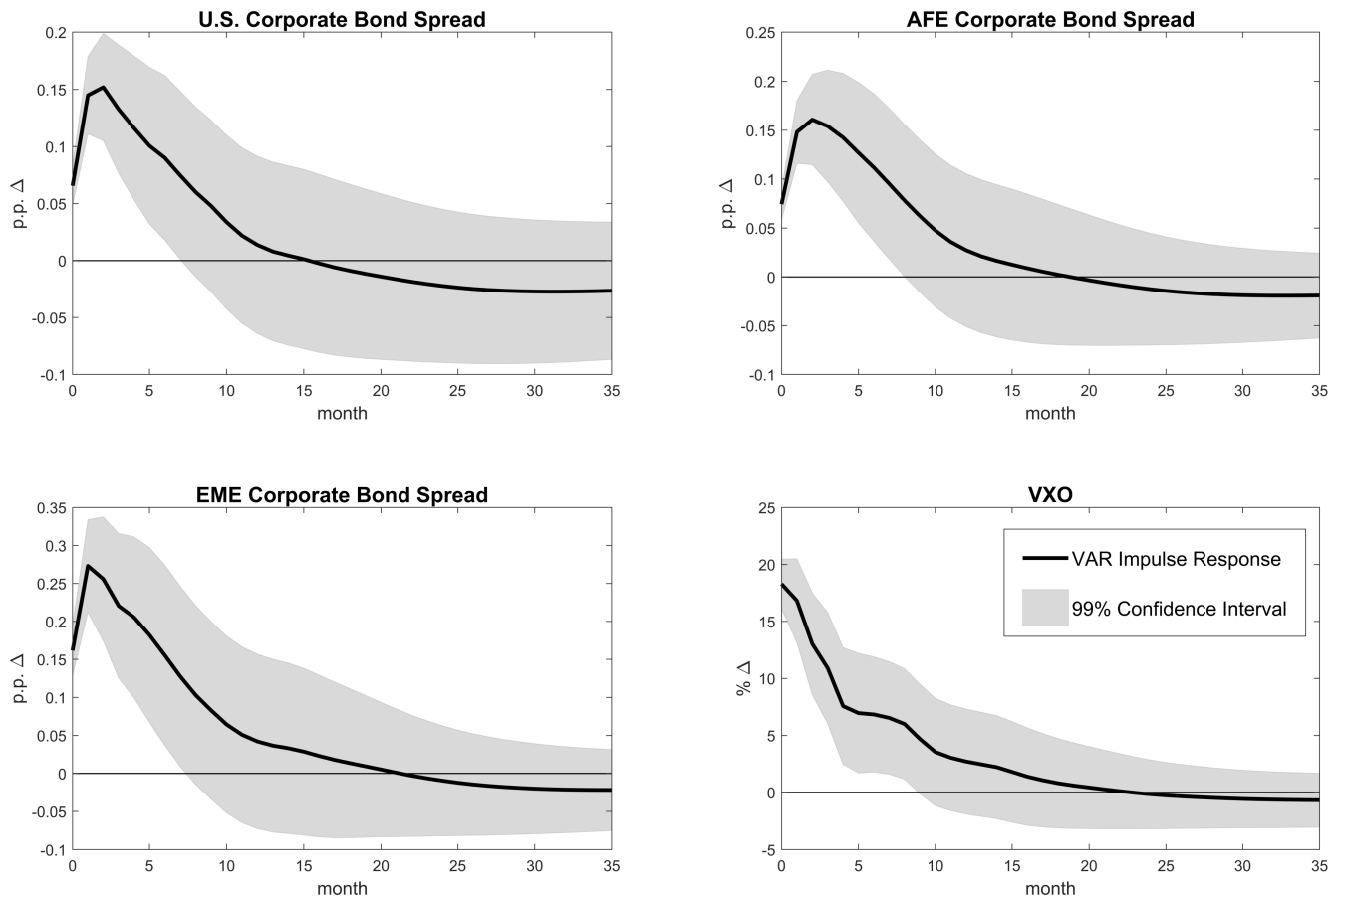 U.S. Corporate Bond Spread
0.2
0.15
0.1
0.05
0
-0.05
-0.1
p.p. Δ
0 5 10 15 20 25 30 35
month
AFE Corporate Bond Spread
0.25
0.2
0.15
0.1
0.05
0
-0.05
-0.1
p.p. Δ
0 5 10 15 20 25 30 35
month
EME Corporate Bond Spread
0.35
0.3
0.25
0.2
0.15
0.1
0.05
0
-0.05
-0.1
p.p. Δ
0 5 10 15 20 25 30 35
month
VXO
25
20
15
10
5
0
-5
% Δ
VAR Impulse Response
99% Confidence Interval
0 5 10 15 20 25 30 35
month